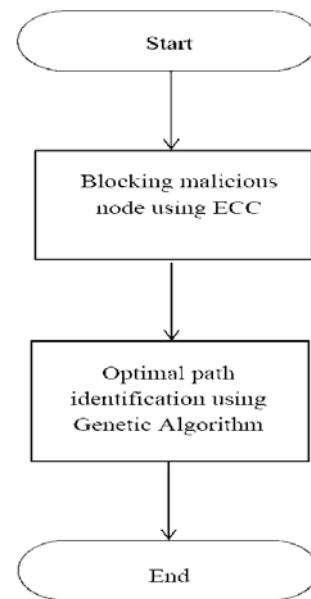 Start
Blocking malicious
node using ECC
Optimal path
identification using
Genetic Algorithm
End